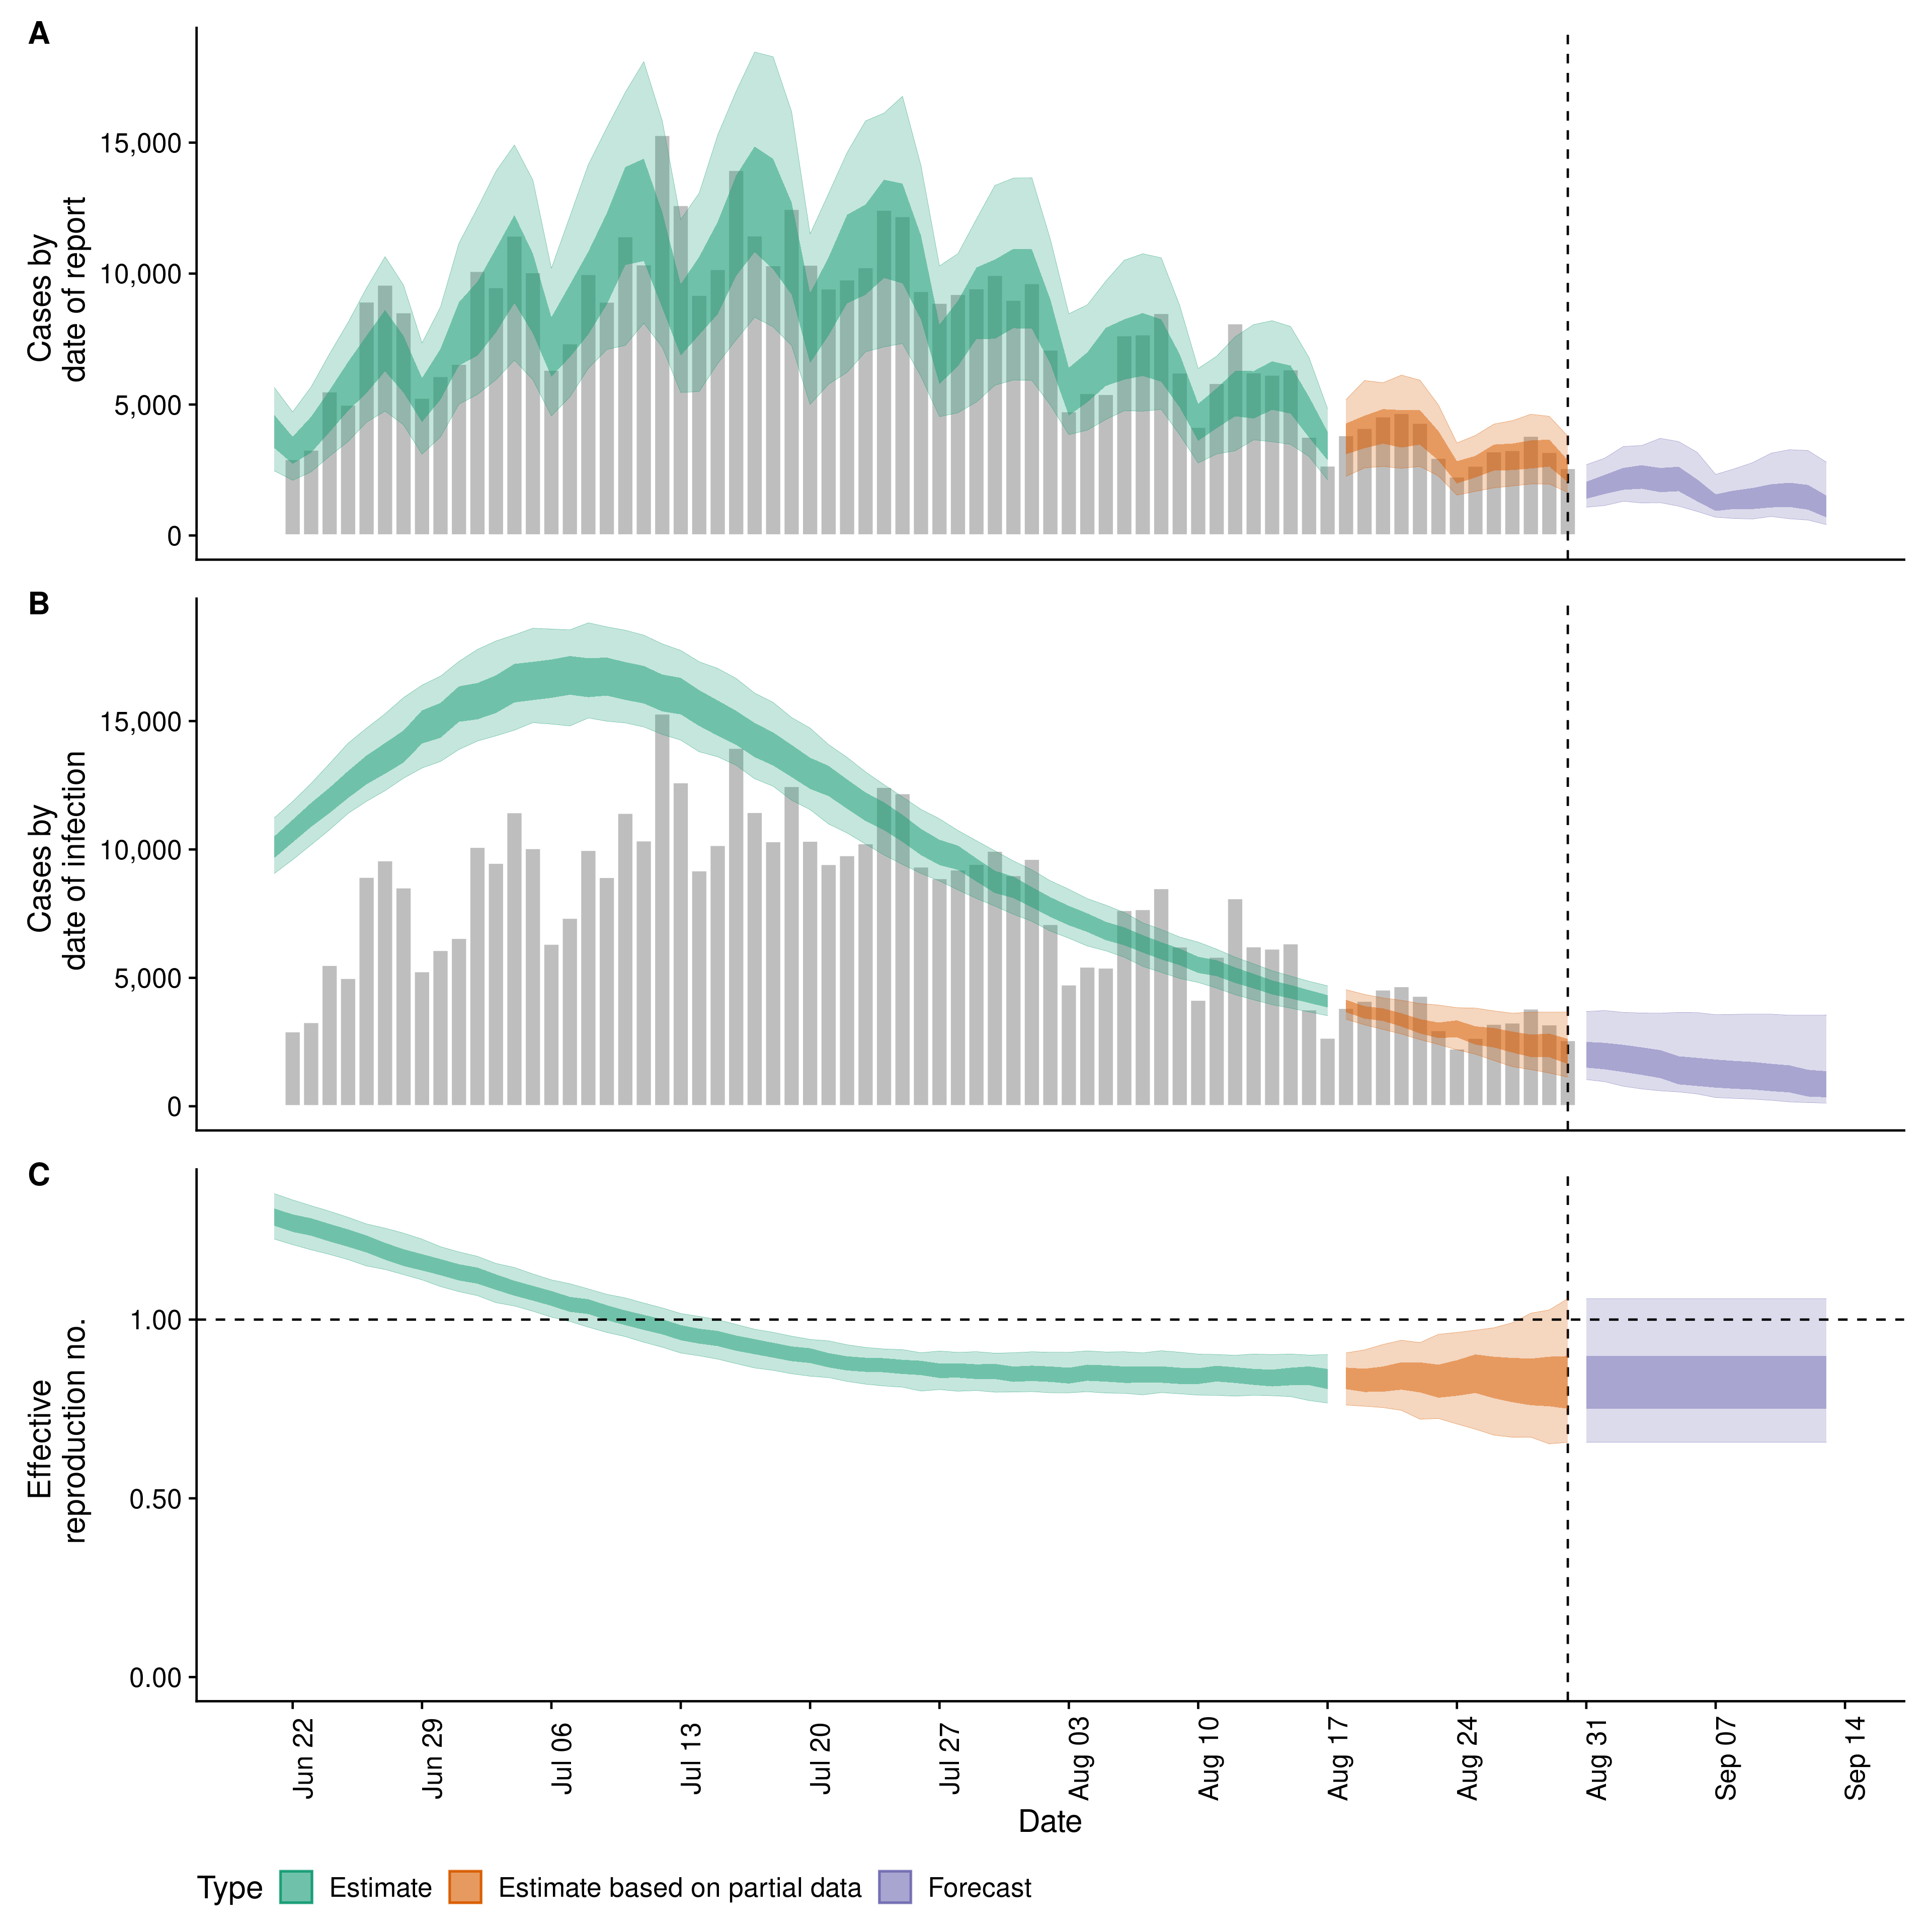 A
Cases by
date of report
15,000
10,000
5,000
0
B
Cases by
date of infection
15,000
10,000
5,000
0
C
Effective
reproduction no.
1.00
0.50
0.00
Jun 22
Jun 29
Jul 06
Jul 13
Jul 20
Jul 27
Aug 03
Aug 10
Aug 17
Aug 24
Aug 31
Sep 07
Sep 14
Date
Type Estimate Estimate based on partial data Forecast